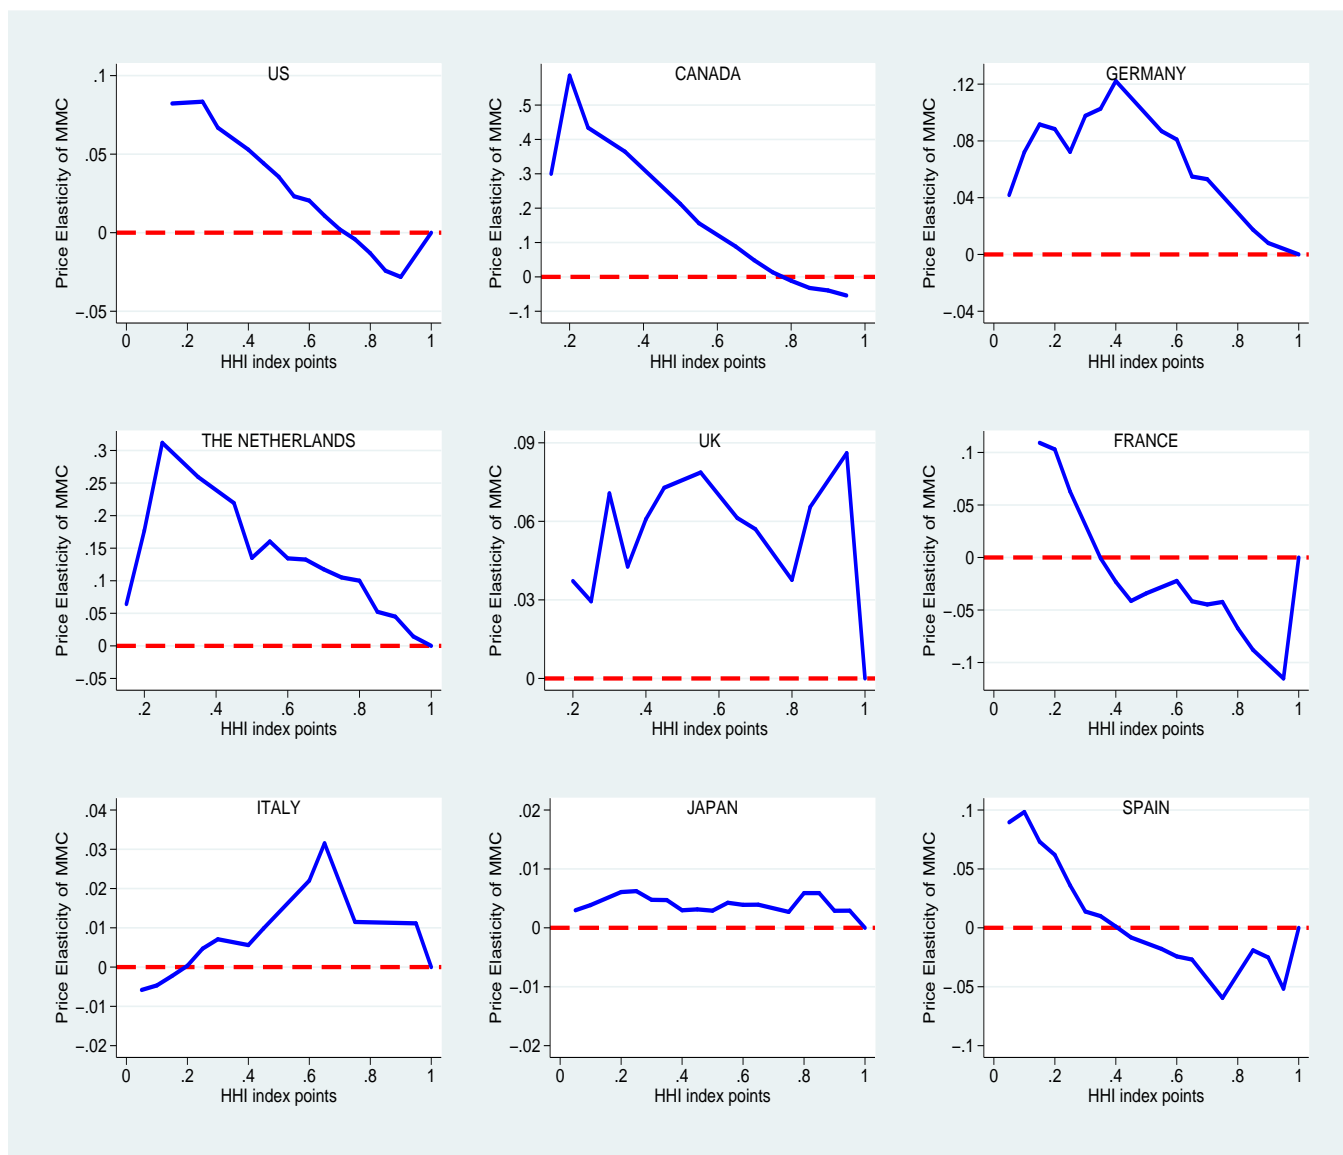 US
Price Elasticity of MMC
.1
.05
0
−.05
0 .2 .4 .6 .8 1
HHI index points
CANADA
Price Elasticity of MMC
.5
.4
.3
.2
.1
0
−.1
.2 .4 .6 .8 1
HHI index points
GERMANY
Price Elasticity of MMC
.12
.08
.04
0
−.04
0 .2 .4 .6 .8 1
HHI index points
THE NETHERLANDS
Price Elasticity of MMC
.3
.25
.2
.15
.1
.05
0
−.05
.2 .4 .6 .8 1
HHI index points
UK
Price Elasticity of MMC
.09
.06
.03
0
.2 .4 .6 .8 1
HHI index points
FRANCE
Price Elasticity of MMC
.1
.05
0
−.05
−.1
0 .2 .4 .6 .8 1
HHI index points
ITALY
Price Elasticity of MMC
.04
.03
.02
.01
0
−.01
−.02
0 .2 .4 .6 .8 1
HHI index points
JAPAN
Price Elasticity of MMC
.02
.01
0
−.01
−.02
0 .2 .4 .6 .8 1
HHI index points
SPAIN
Price Elasticity of MMC
.1
.05
0
−.05
−.1
0 .2 .4 .6 .8 1
HHI index points